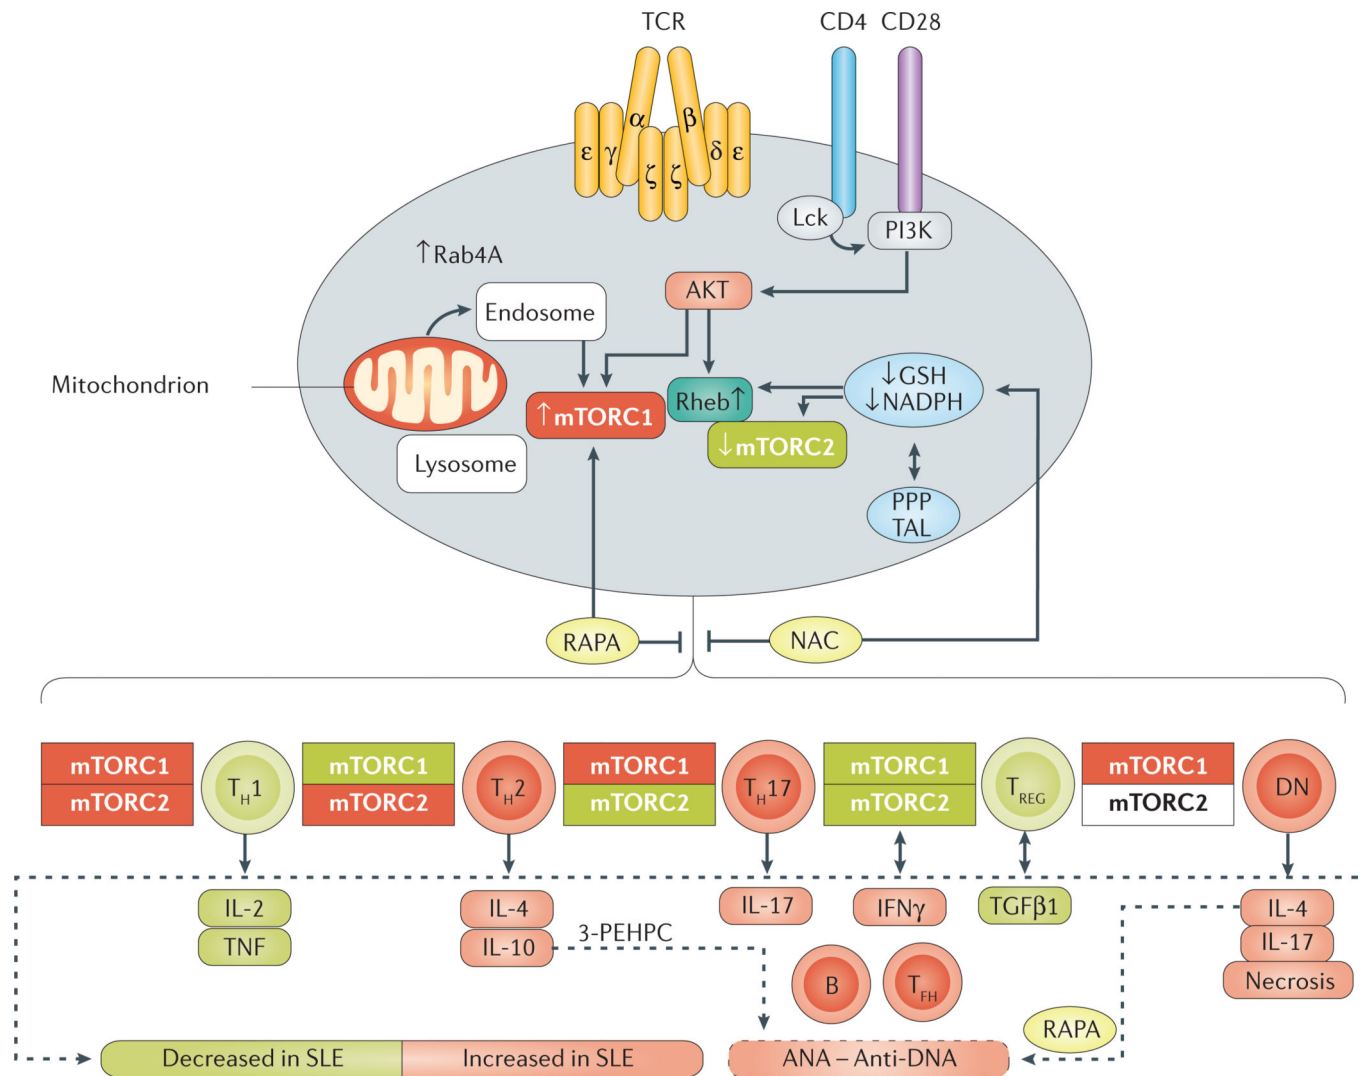 TCR
CD4 CD28
α β
ε γ δ ε
ζ ζ
Lck
PI3K
↑Rab4A
AKT
Endosome
Mitochondrion
↓GSH
↓NADPH
Rheb↑
↑mTORC1
↓mTORC2
Lysosome
PPP
TAL
RAPA
NAC
mTORC1
mTORC2
TH1
mTORC1
mTORC2
TH2
mTORC1
mTORC2
TH17
mTORC1
mTORC2
TREG
mTORC1
mTORC2
DN
IL-2
TNF
IL-4
IL-10
3-PEHPC
IL-17
IFNγ
TGFβ1
IL-4
IL-17
Necrosis
B
TFH
RAPA
Decreased in SLE
Increased in SLE
ANA – Anti-DNA